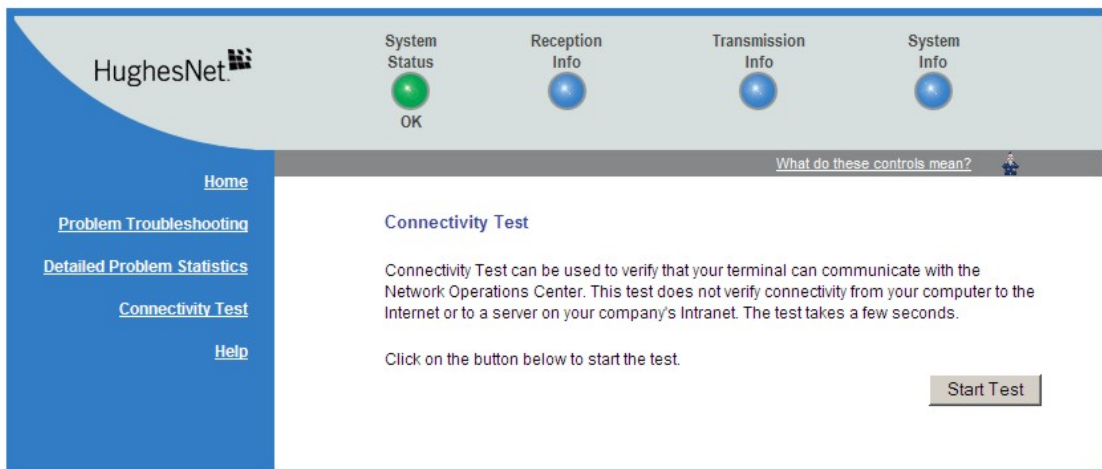 HughesNet.
System Status
OK
Reception Info
Transmission Info
System Info
What do these controls mean?
Home
Problem Troubleshooting
Detailed Problem Statistics
Connectivity Test
Help
Connectivity Test
Connectivity Test can be used to verify that your terminal can communicate with the
Network Operations Center. This test does not verify connectivity from your computer to the
Internet or to a server on your company's Intranet. The test takes a few seconds.
Click on the button below to start the test.
Start Test